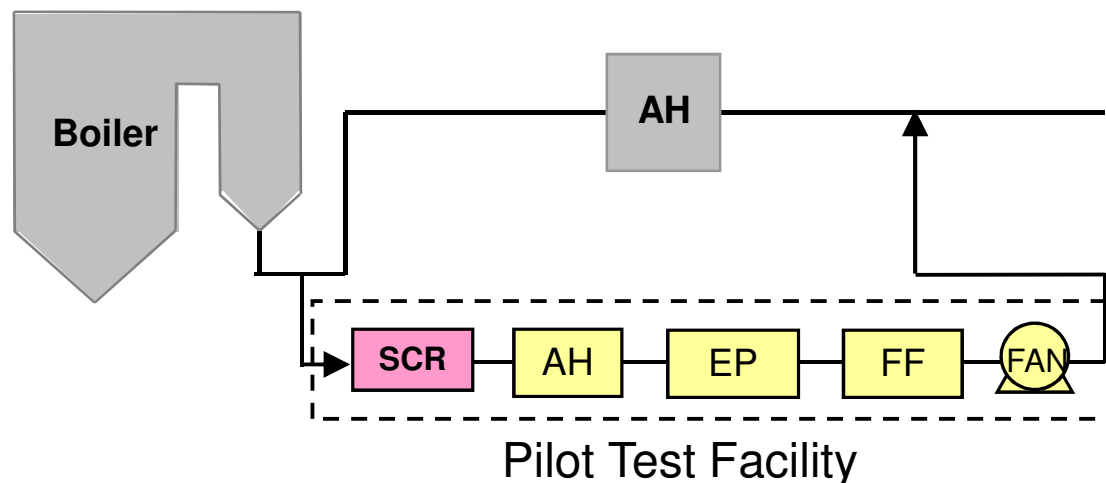 Boiler
AH
SCR
AH
EP
FF
FAN
Pilot Test Facility